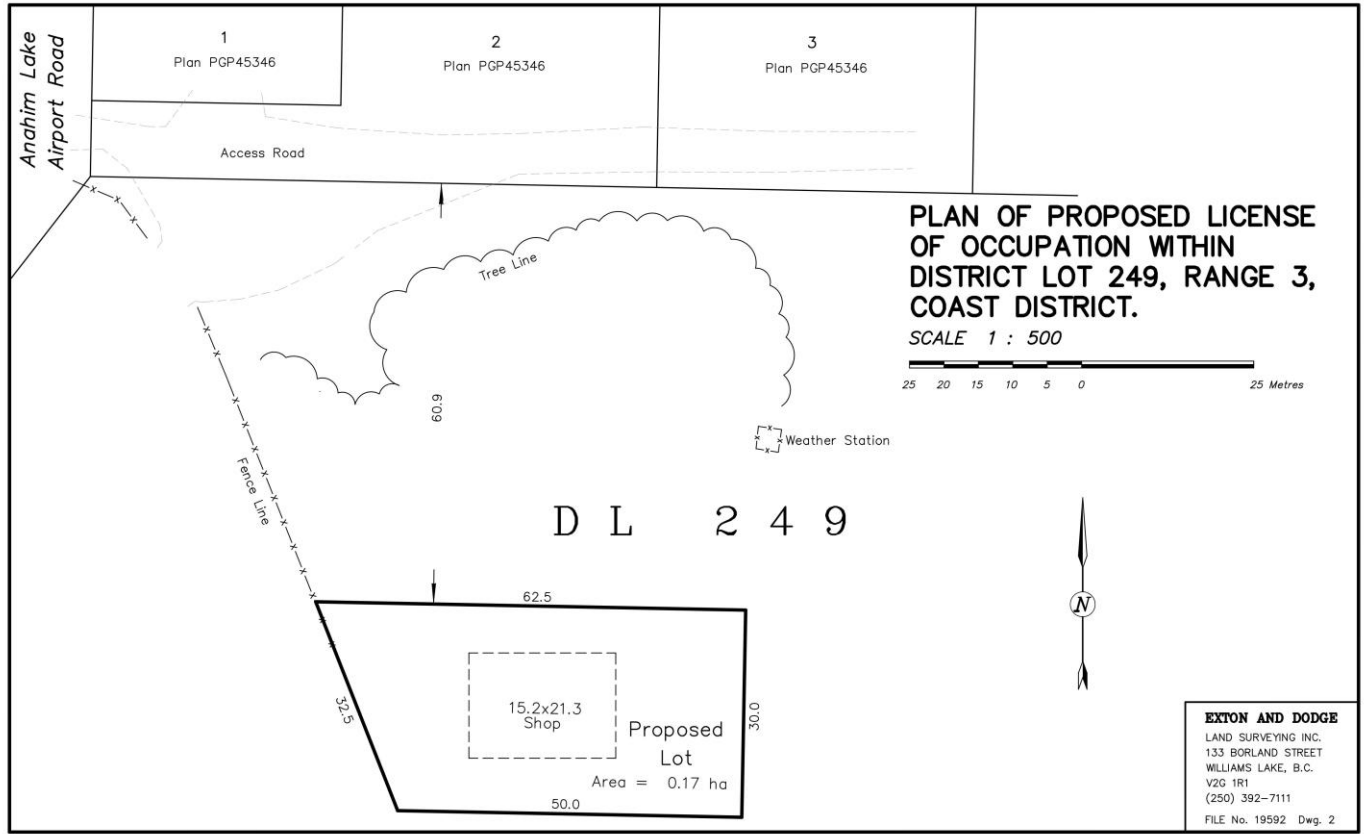 Anahim Lake
Airport Road
1
Plan PGP45346
2
Plan PGP45346
3
Plan PGP45346
Access Road
PLAN OF PROPOSED LICENSE
OF OCCUPATION WITHIN
DISTRICT LOT 249, RANGE 3,
COAST DISTRICT.
SCALE 1 : 500
25 20 15 10 5 0 25 Metres
Tree Line
60.9
Weather Station
Fence Line
DL 249
62.5
N
32.5
15.2x21.3
Shop
30.0
Proposed
Lot
Area = 0.17 ha
50.0
EXTON AND DODGE
LAND SURVEYING INC.
133 BORLAND STREET
WILLIAMS LAKE, B.C.
V2G 1R1
(250) 392-7111
FILE No. 19592 Dwg. 2